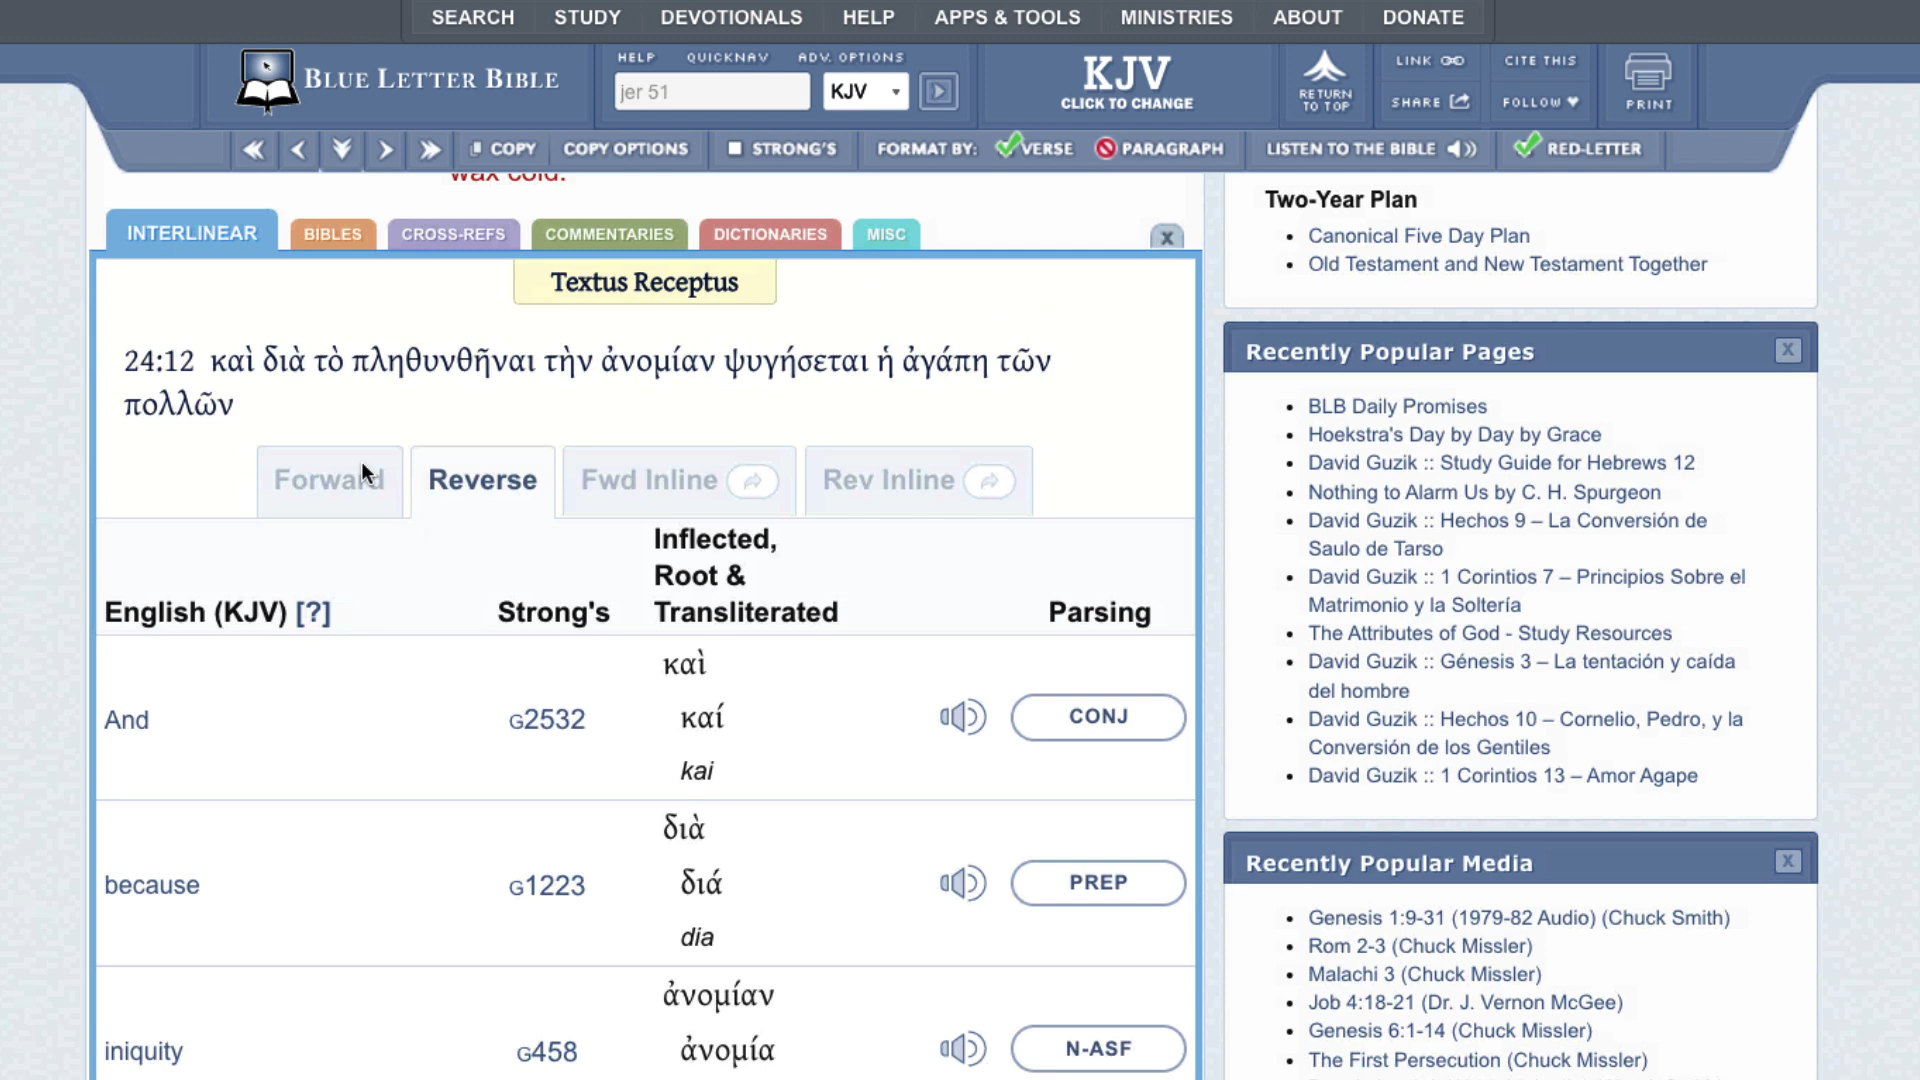 SEARCH STUDY DEVOTIONALS HELP APPS & TOOLS MINISTRIES ABOUT DONATE
BLUE LETTER BIBLE
HELP QUICKNAV ADV. OPTIONS
jer 51 KJV
KJV
CLICK TO CHANGE
RETURN
TO TOP
LINK
SHARE
CITE THIS
FOLLOW
PRINT
COPY COPY OPTIONS STRONG'S FORMAT BY: VERSE PARAGRAPH LISTEN TO THE BIBLE RED-LETTER
wax cold.
INTERLINEAR BIBLES CROSS-REFS COMMENTARIES DICTIONARIES MISC X
Textus Receptus
24:12 καὶ διὰ τὸ πληθυνθῆναι τὴν ἀνομίαν ψυγήσεται ἡ ἀγάπη τῶν
πολλῶν
Forward Reverse Fwd Inline Rev Inline
English (KJV) [?] Strong's Inflected,
Root &
Transliterated Parsing
And G2532 καὶ
καί
kai
CONJ
because G1223 διὰ
διά
dia
PREP
iniquity G458 ἀνομίαν
ἀνομία
N-ASF
Two-Year Plan
• Canonical Five Day Plan
• Old Testament and New Testament Together
Recently Popular Pages X
• BLB Daily Promises
• Hoekstra's Day by Day by Grace
• David Guzik :: Study Guide for Hebrews 12
• Nothing to Alarm Us by C. H. Spurgeon
• David Guzik :: Hechos 9 – La Conversión de
Saulo de Tarso
• David Guzik :: 1 Corintios 7 – Principios Sobre el
Matrimonio y la Soltería
• The Attributes of God - Study Resources
• David Guzik :: Génesis 3 – La tentación y caída
del hombre
• David Guzik :: Hechos 10 – Cornelio, Pedro, y la
Conversión de los Gentiles
• David Guzik :: 1 Corintios 13 – Amor Agape
Recently Popular Media X
• Genesis 1:9-31 (1979-82 Audio) (Chuck Smith)
• Rom 2-3 (Chuck Missler)
• Malachi 3 (Chuck Missler)
• Job 4:18-21 (Dr. J. Vernon McGee)
• Genesis 6:1-14 (Chuck Missler)
• The First Persecution (Chuck Missler)